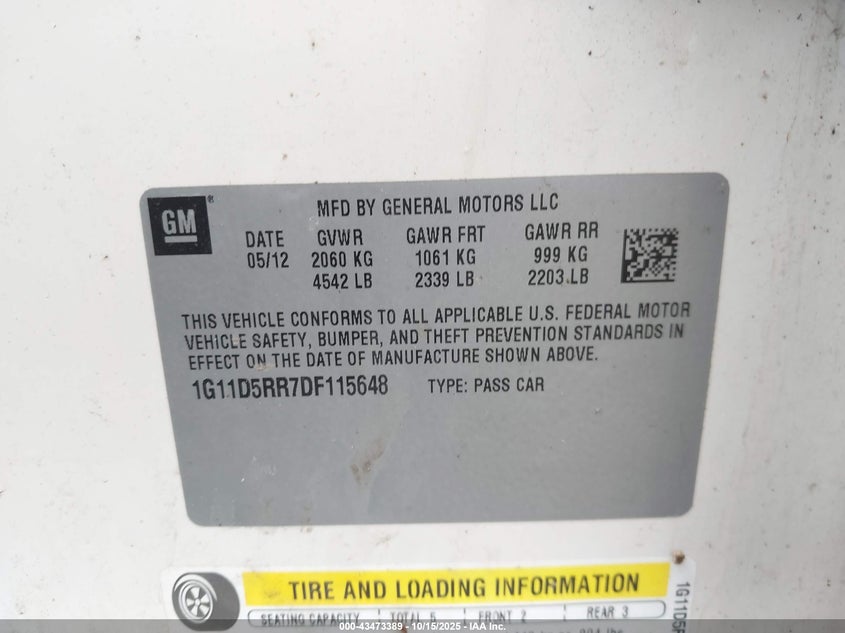 GM
®
MFD BY GENERAL MOTORS LLC
DATE GVWR GAWR FRT GAWR RR
05/12 2060 KG 1061 KG 999 KG
4542 LB 2339 LB 2203 LB
THIS VEHICLE CONFORMS TO ALL APPLICABLE U.S. FEDERAL MOTOR
VEHICLE SAFETY, BUMPER, AND THEFT PREVENTION STANDARDS IN
EFFECT ON THE DATE OF MANUFACTURE SHOWN ABOVE.
1G11D5RR7DF115648 TYPE: PASS CAR
TIRE AND LOADING INFORMATION
SEATING CAPACITY TOTAL 5 FRONT 2 REAR 3
1G11D5
000-43473389 - 10/15/2025 - IAA, Inc.